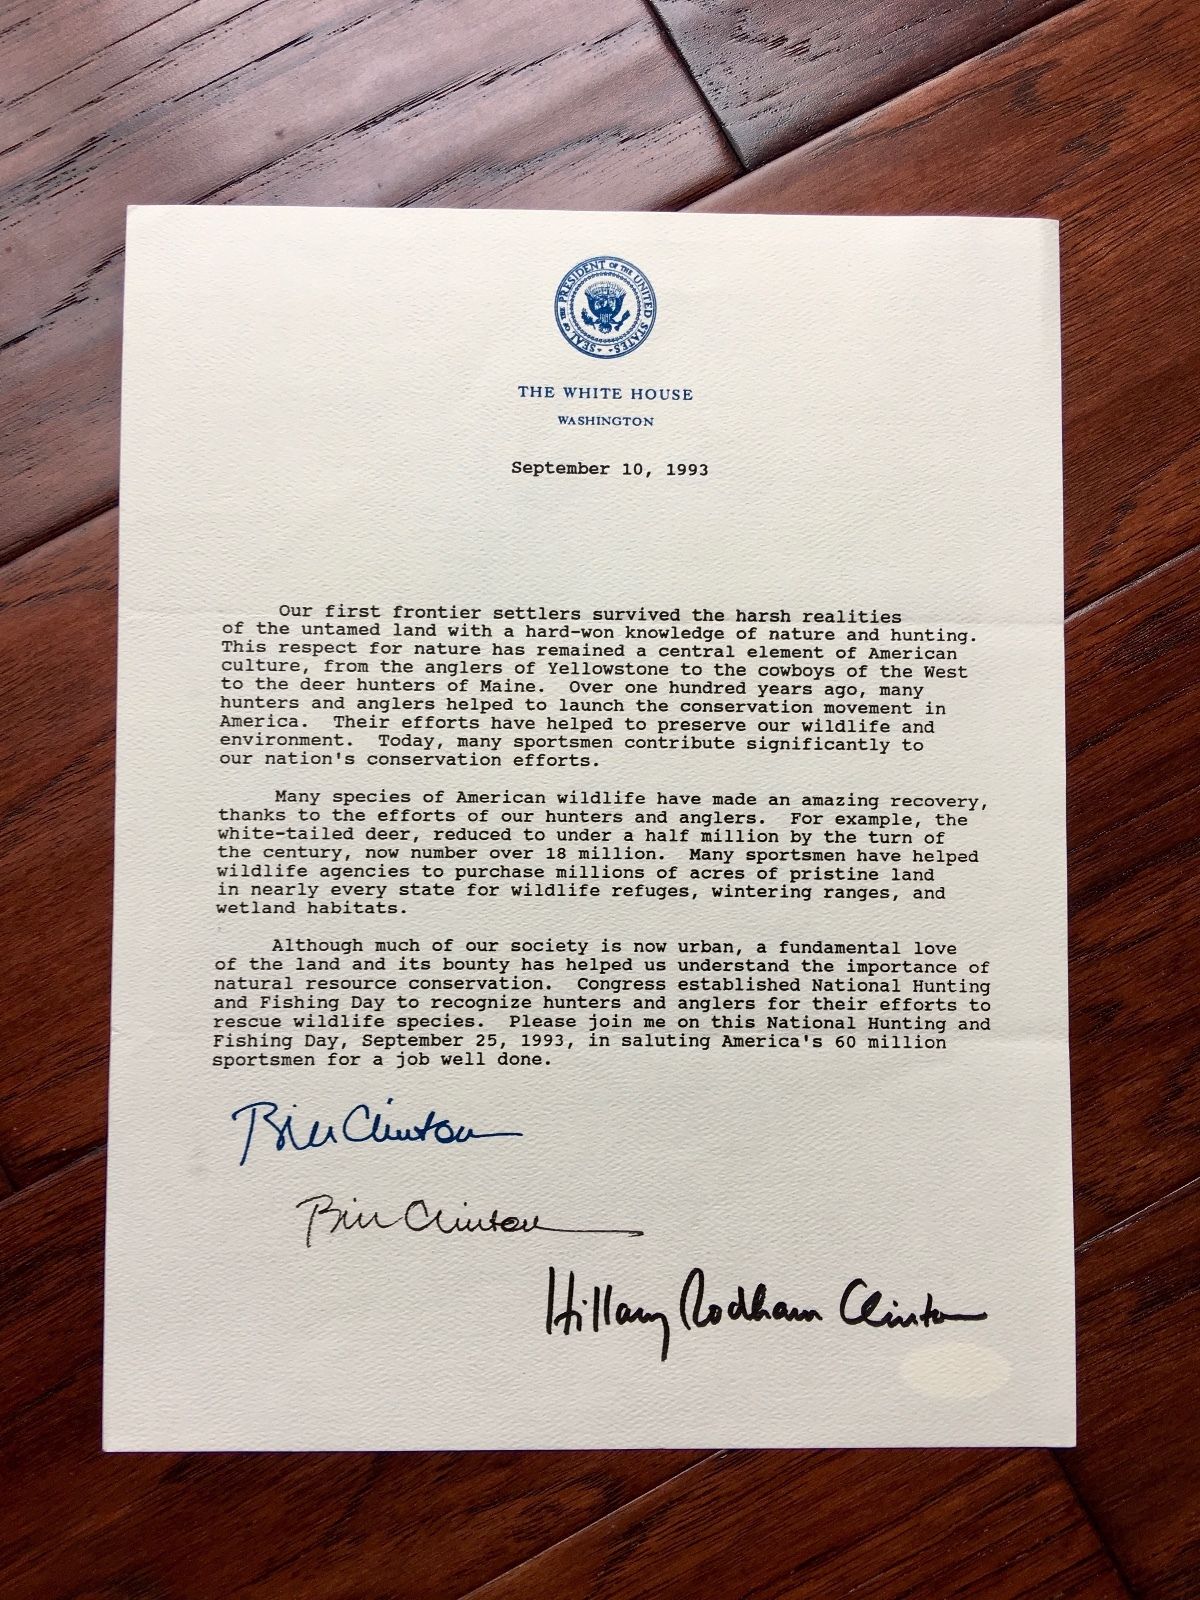 SEAL OF THE PRESIDENT OF THE UNITED STATES
THE WHITE HOUSE
WASHINGTON
September 10, 1993
Our first frontier settlers survived the harsh realities
of the untamed land with a hard-won knowledge of nature and hunting.
This respect for nature has remained a central element of American
culture, from the anglers of Yellowstone to the cowboys of the West
to the deer hunters of Maine.  Over one hundred years ago, many
hunters and anglers helped to launch the conservation movement in
America.  Their efforts have helped to preserve our wildlife and
environment.  Today, many sportsmen contribute significantly to
our nation's conservation efforts.
Many species of American wildlife have made an amazing recovery,
thanks to the efforts of our hunters and anglers.  For example, the
white-tailed deer, reduced to under a half million by the turn of
the century, now number over 18 million.  Many sportsmen have helped
wildlife agencies to purchase millions of acres of pristine land
in nearly every state for wildlife refuges, wintering ranges, and
wetland habitats.
Although much of our society is now urban, a fundamental love
of the land and its bounty has helped us understand the importance of
natural resource conservation.  Congress established National Hunting
and Fishing Day to recognize hunters and anglers for their efforts to
rescue wildlife species.  Please join me on this National Hunting and
Fishing Day, September 25, 1993, in saluting America's 60 million
sportsmen for a job well done.
Bill Clinton
Bill Clinton
Hillary Rodham Clinton